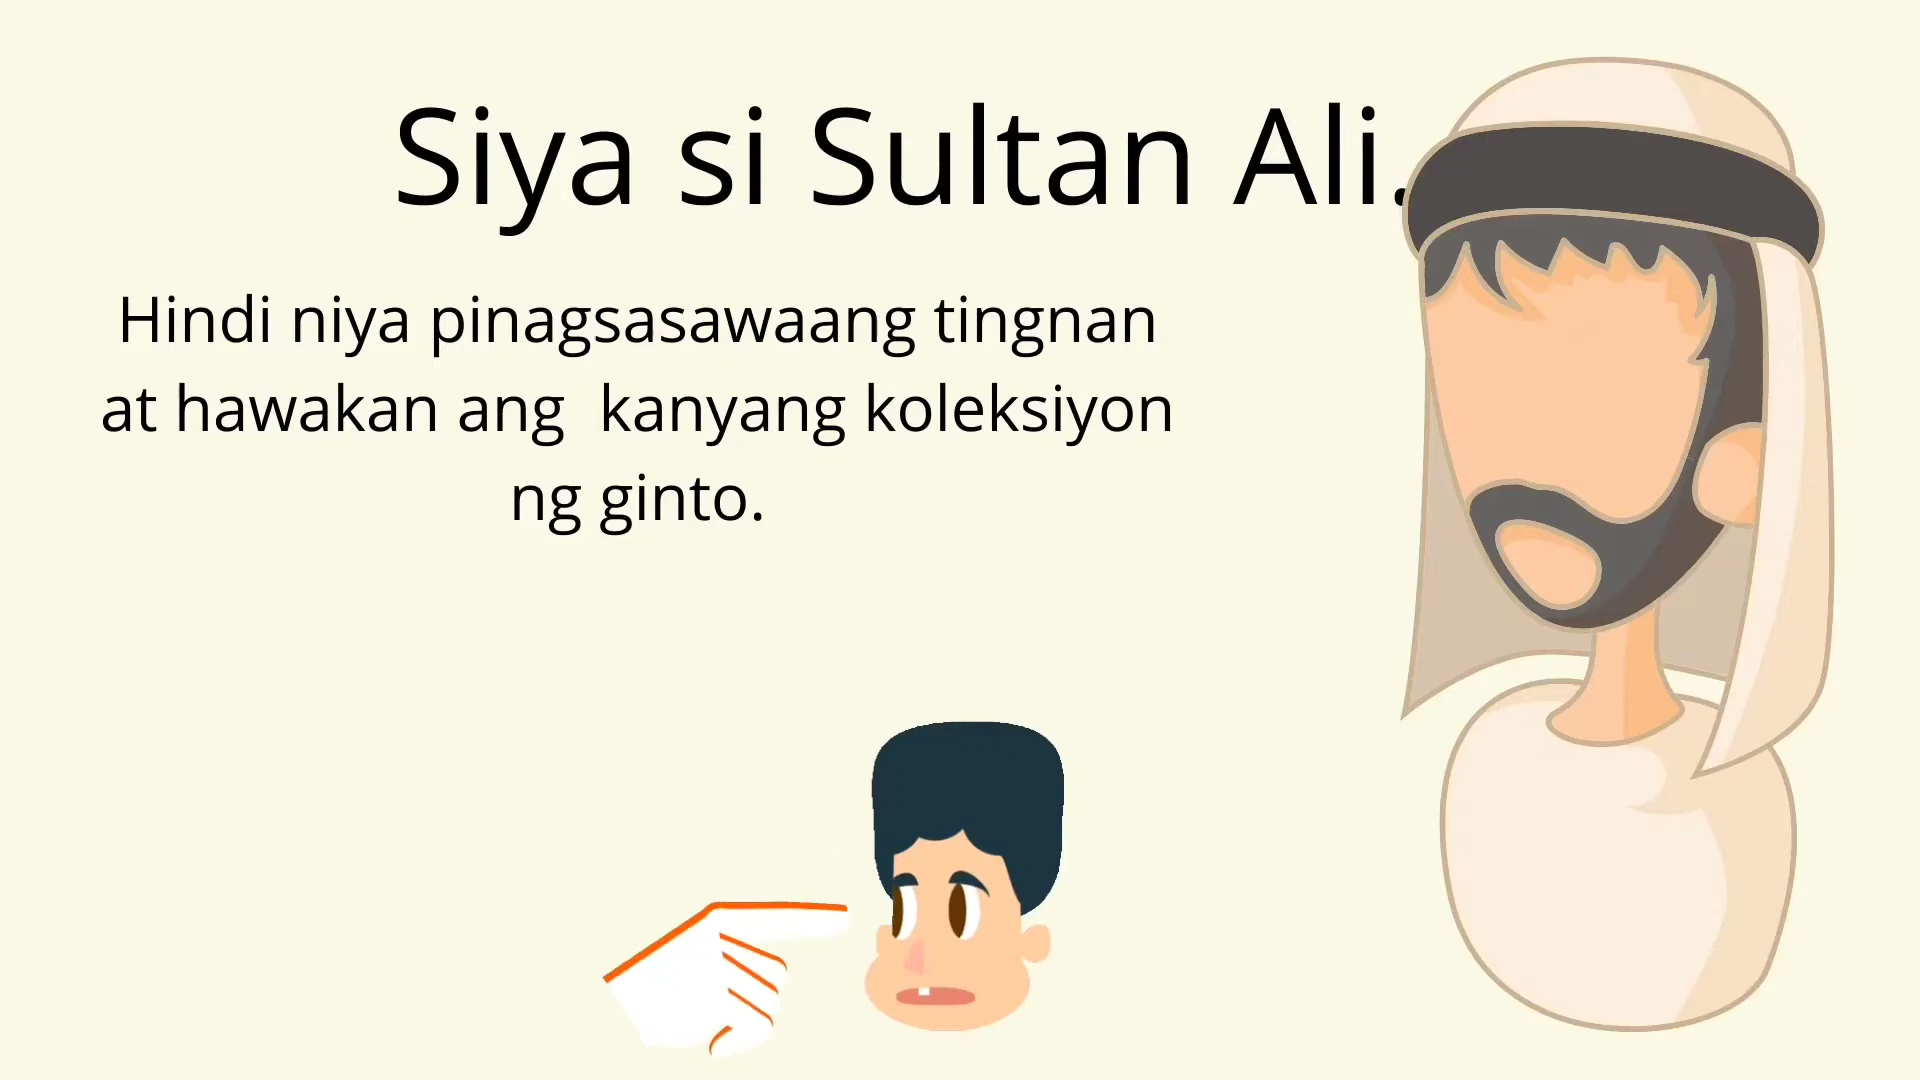 Siya si Sultan Ali.
Hindi niya pinagsasawaang tingnan
at hawakan ang kanyang koleksiyon
ng ginto.